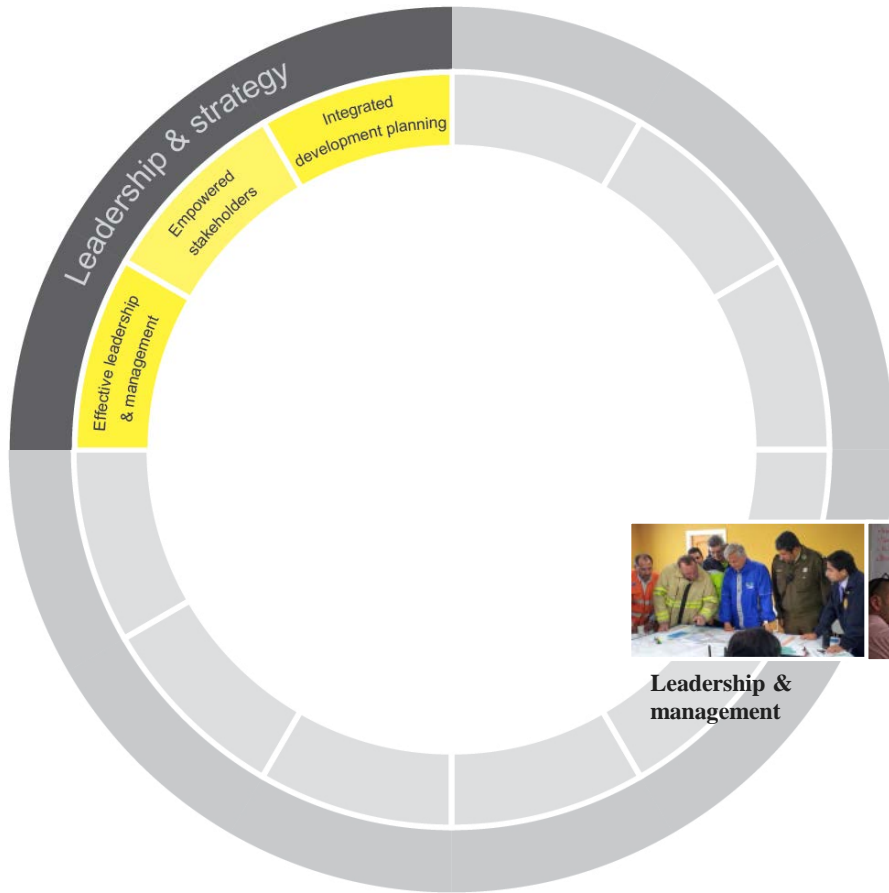 Leadership & strategy
Integrated
development planning
Empowered
stakeholders
Effective leadership
& management
Leadership &
management